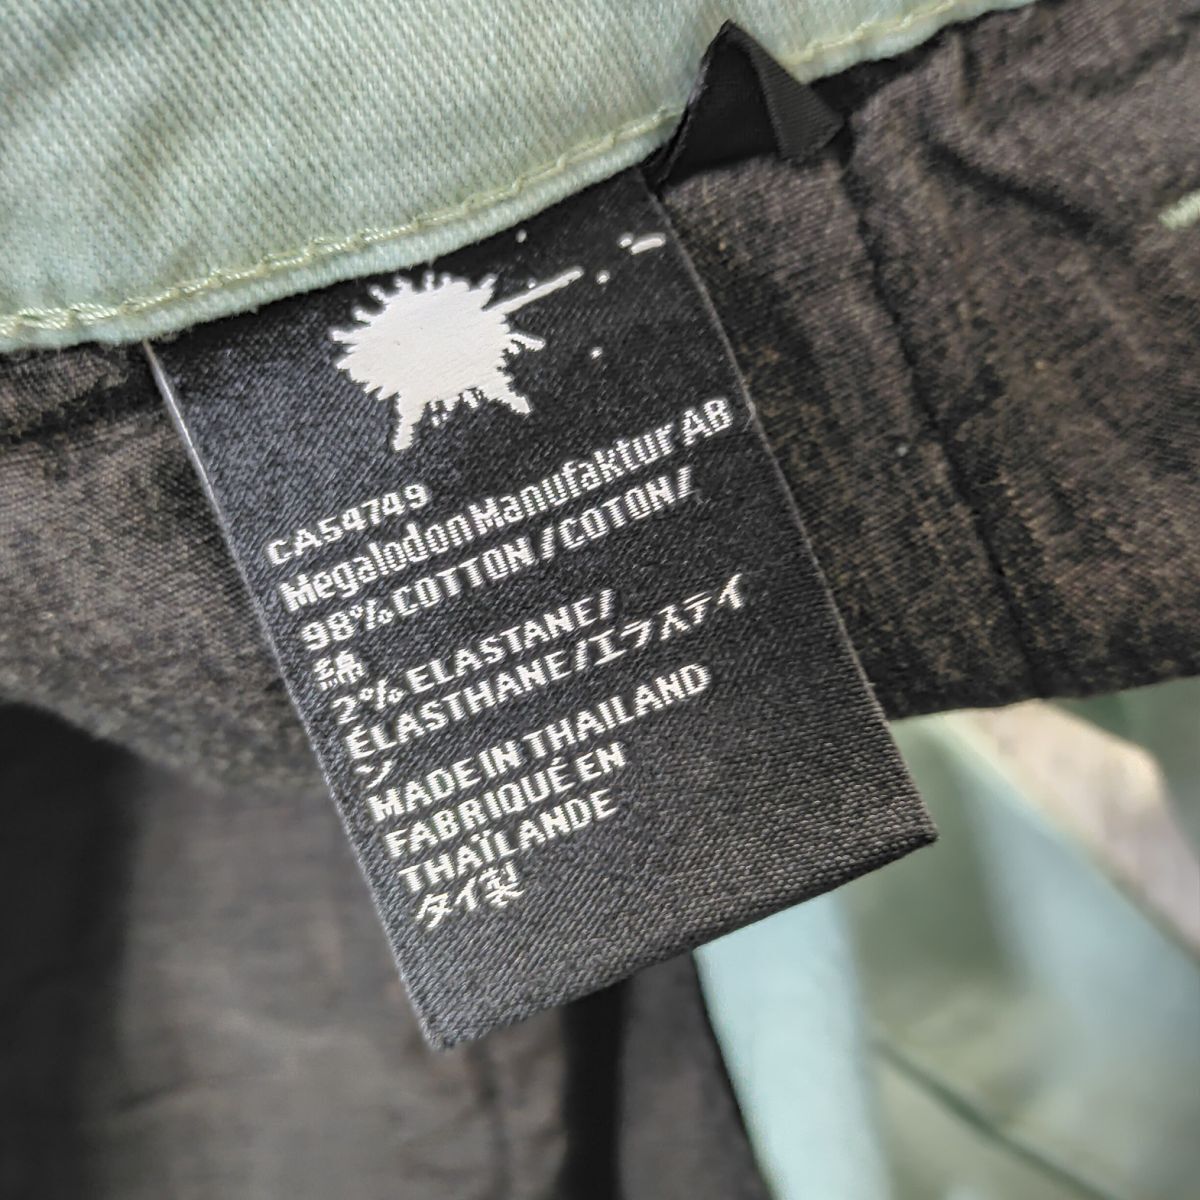 CA54749
Megalodon Manufaktur AB
98% COTTON / COTON /
綿
2% ELASTANE/
ÉLASTHANE/エラステイ
ン
MADE IN THAILAND
FABRIQUÉ EN
THAÏLANDE
タイ製